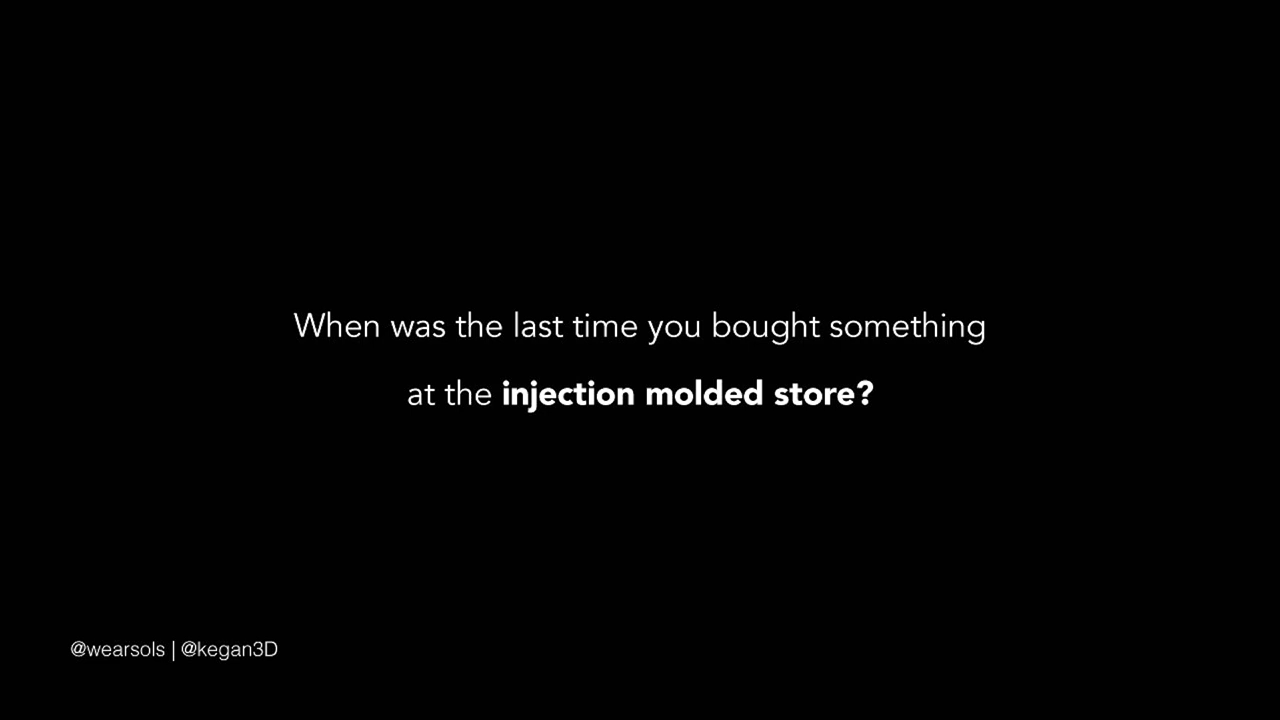 When was the last time you bought something
at the injection molded store?
@wearsols | @kegan3D